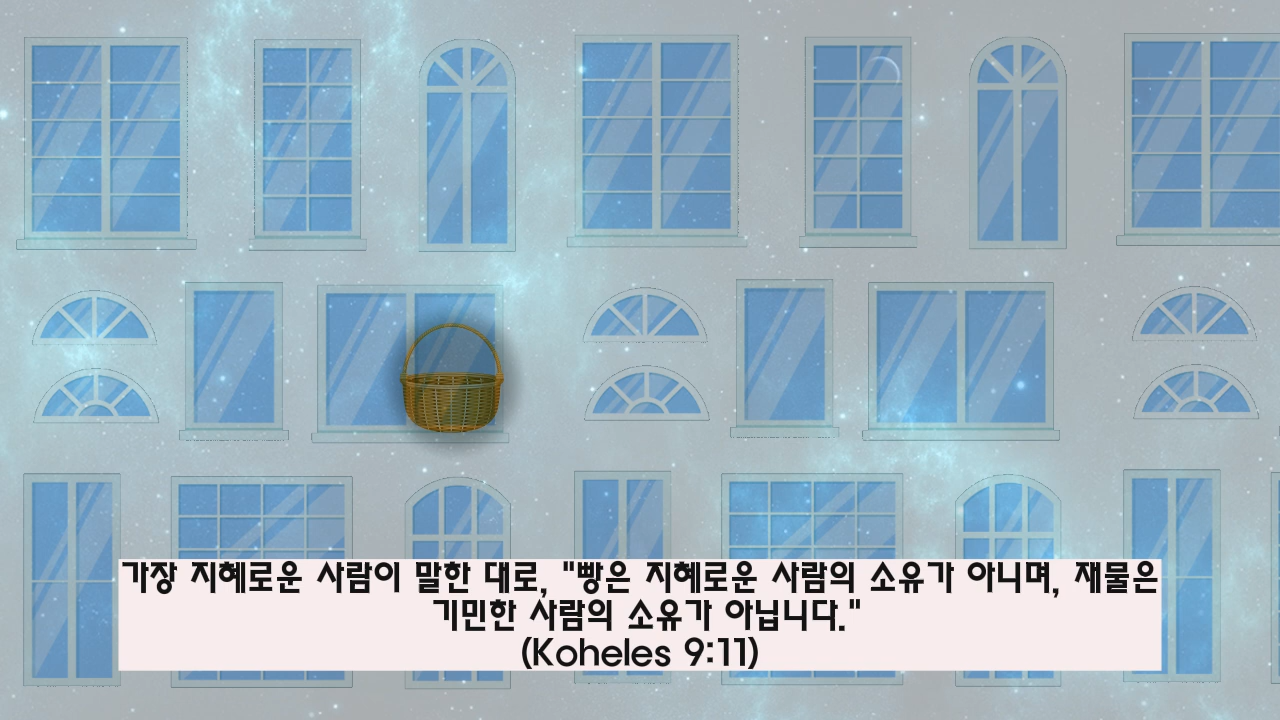 가장 지혜로운 사람이 말한 대로, "빵은 지혜로운 사람의 소유가 아니며, 재물은
기민한 사람의 소유가 아닙니다."
(Koheles 9:11)